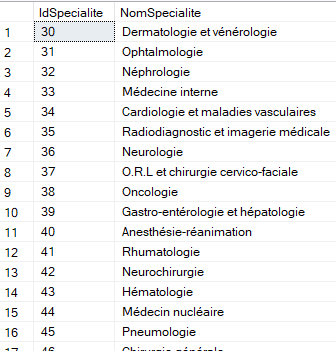 IdSpecialite NomSpecialite
1 30 Dermatologie et vénérologie
2 31 Ophtalmologie
3 32 Néphrologie
4 33 Médecine interne
5 34 Cardiologie et maladies vasculaires
6 35 Radiodiagnostic et imagerie médicale
7 36 Neurologie
8 37 O.R.L et chirurgie cervico-faciale
9 38 Oncologie
10 39 Gastro-entérologie et hépatologie
11 40 Anesthésie-réanimation
12 41 Rhumatologie
13 42 Neurochirurgie
14 43 Hématologie
15 44 Médecin nucléaire
16 45 Pneumologie
17 46 Chirurgie générale